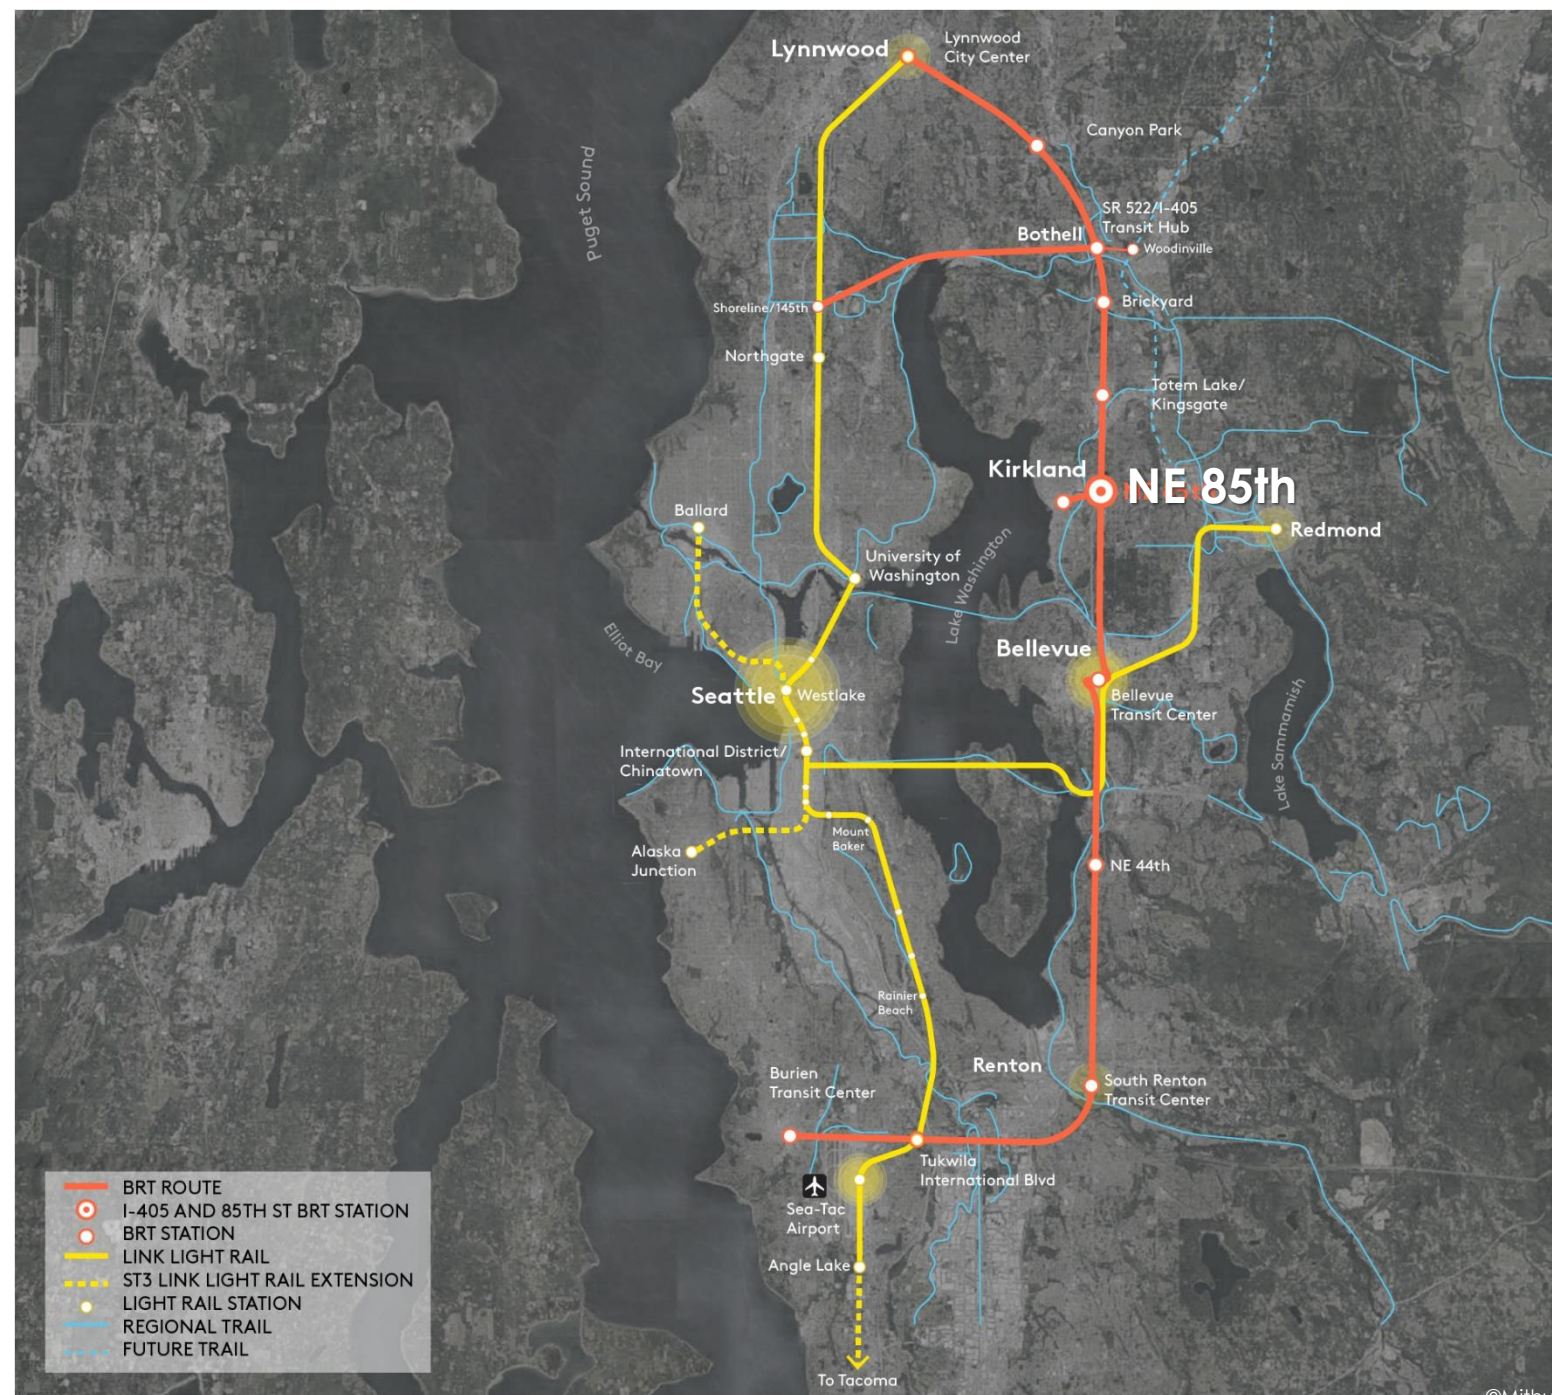 Lynnwood
Lynnwood
City Center
Canyon Park
SR 522/I-405
Transit Hub
Bothell
Woodinville
Puget Sound
Shoreline/145th
Brickyard
Northgate
Totem Lake/
Kingsgate
Kirkland
NE 85th
Ballard
Redmond
University of
Washington
Lake Washington
Elliot Bay
Bellevue
Seattle
Westlake
Bellevue
Transit Center
Lake Sammamish
International District/
Chinatown
Mount
Baker
Alaska
Junction
NE 44th
Rainier
Beach
Renton
Burien
Transit Center
South Renton
Transit Center
Tukwila
International Blvd
Sea-Tac
Airport
Angle Lake
To Tacoma
BRT ROUTE
I-405 AND 85TH ST BRT STATION
BRT STATION
LINK LIGHT RAIL
ST3 LINK LIGHT RAIL EXTENSION
LIGHT RAIL STATION
REGIONAL TRAIL
FUTURE TRAIL